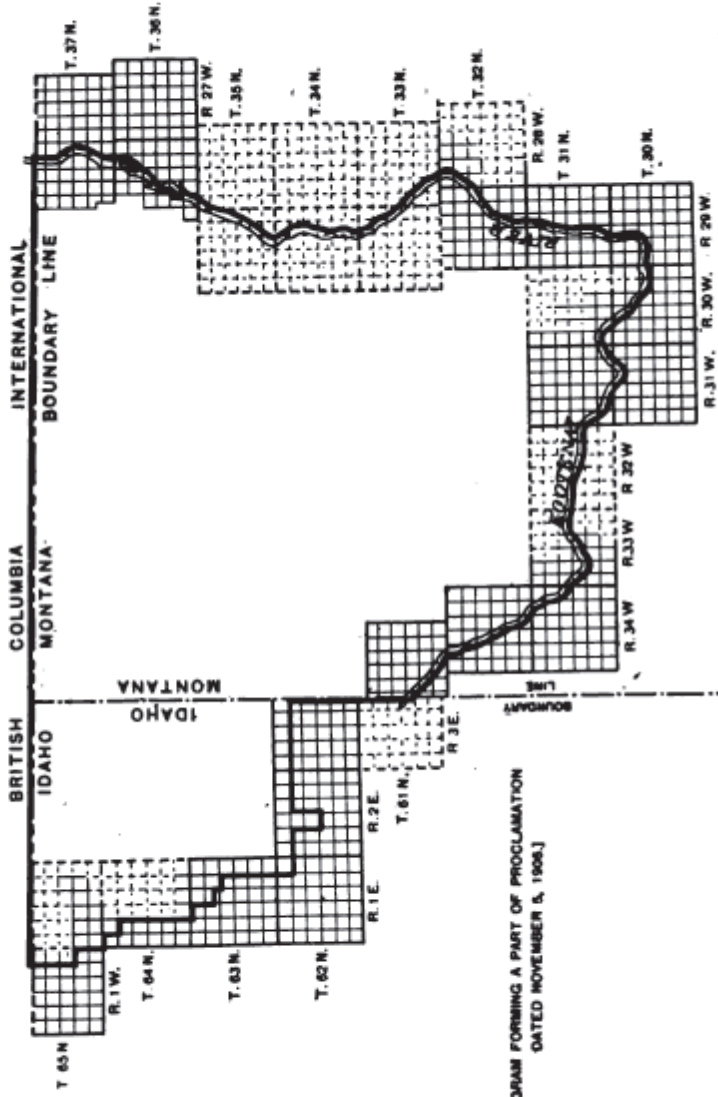 BRITISH COLUMBIA INTERNATIONAL
IDAHO MONTANA BOUNDARY LINE
IDAHO
MONTANA
BOUNDARY
LINE
T 65 N
R. 1 W.
T. 64 N.
T. 63 N.
T. 62 N.
R. 1 E.
R. 2 E.
T. 61 N.
R 3 E.
R. 34 W
R. 33 W
R 32 W
R. 31 W.
R. 30 W.
R 29 W.
T. 30 N.
T 31 N.
R. 28 W.
T. 32 N.
T. 33 N.
T. 34 N.
T. 35 N.
R 27 W.
T. 36 N.
T. 37 N.
KOOTENAI
GRAM FORMING A PART OF PROCLAMATION
DATED NOVEMBER 5, 1906.]